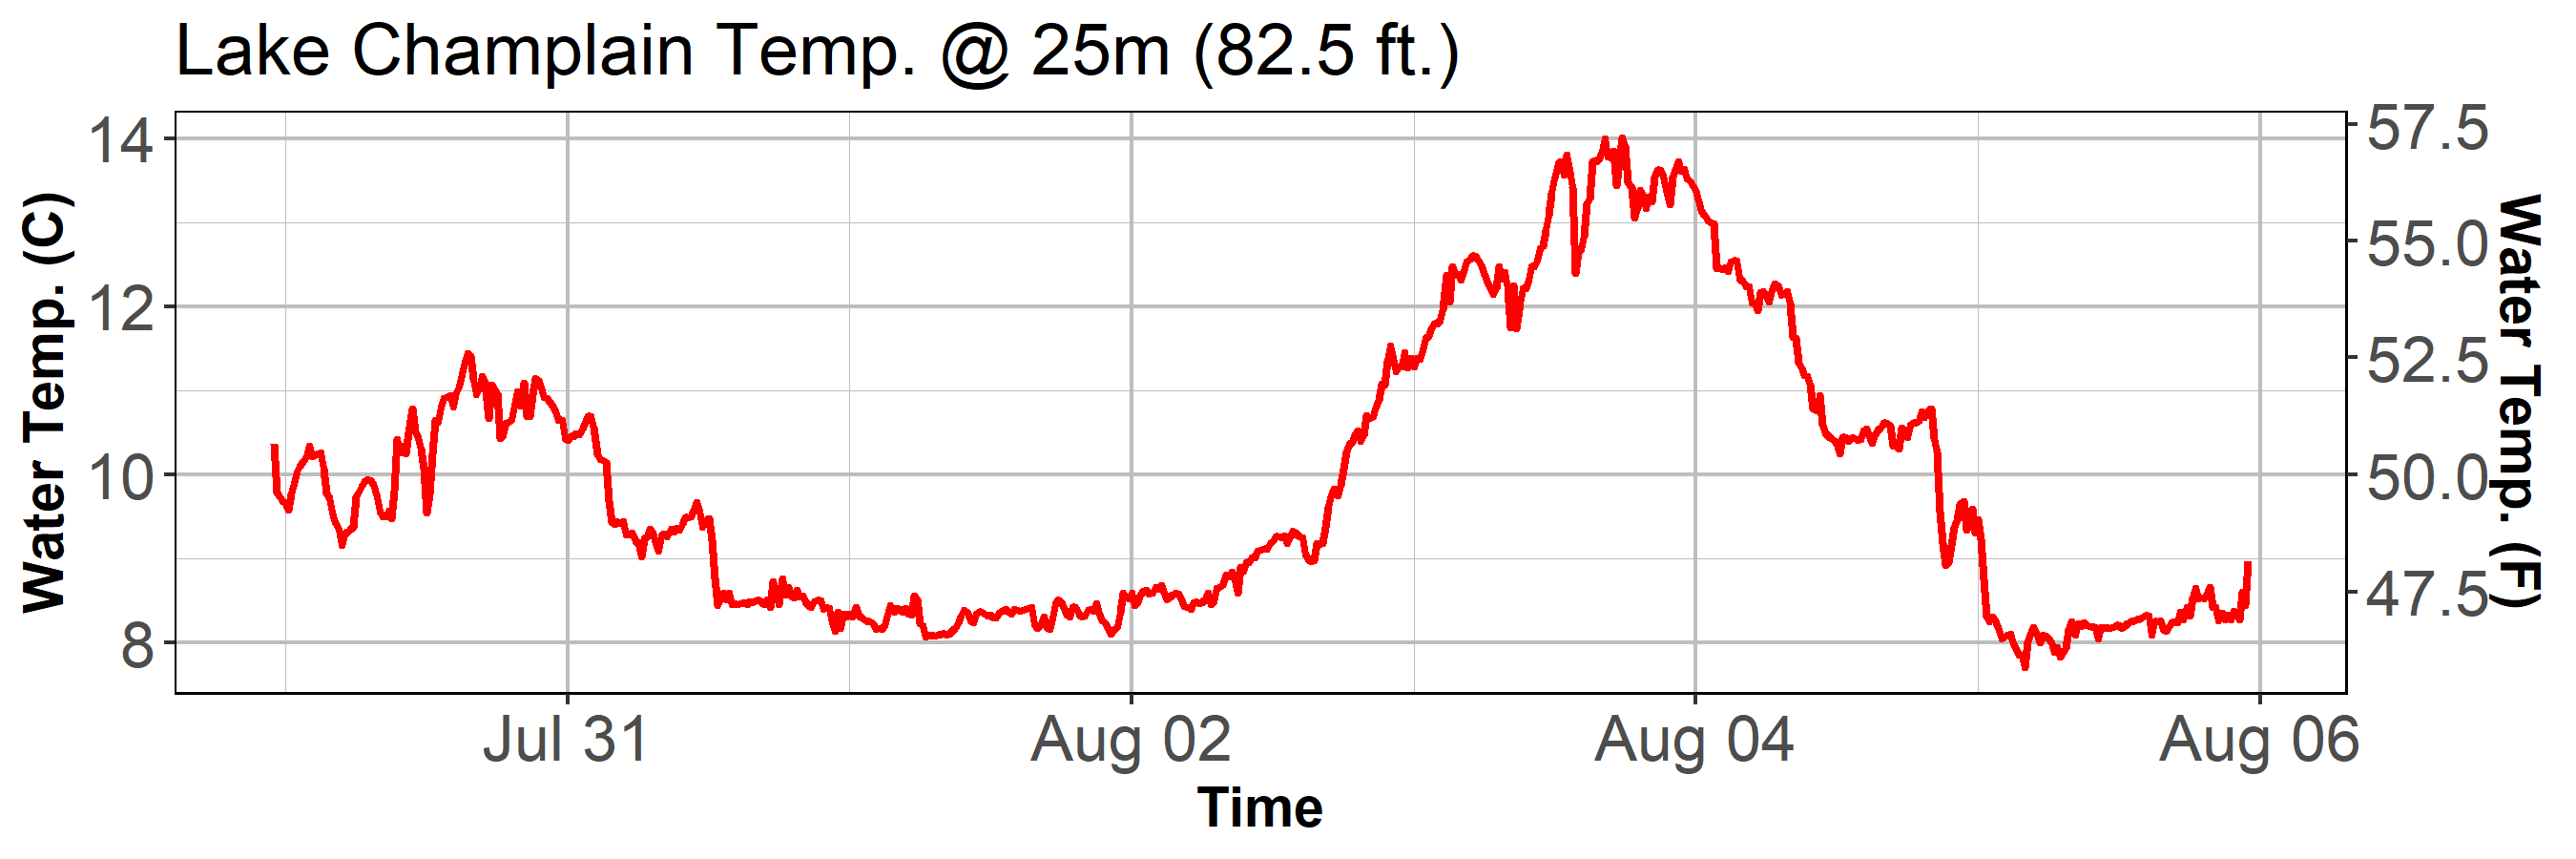 Lake Champlain Temp. @ 25m (82.5 ft.)
Water Temp. (C)
14
12
10
8
57.5
55.0
52.5
50.0
47.5
Water Temp. (F)
Jul 31
Aug 02
Aug 04
Aug 06
Time